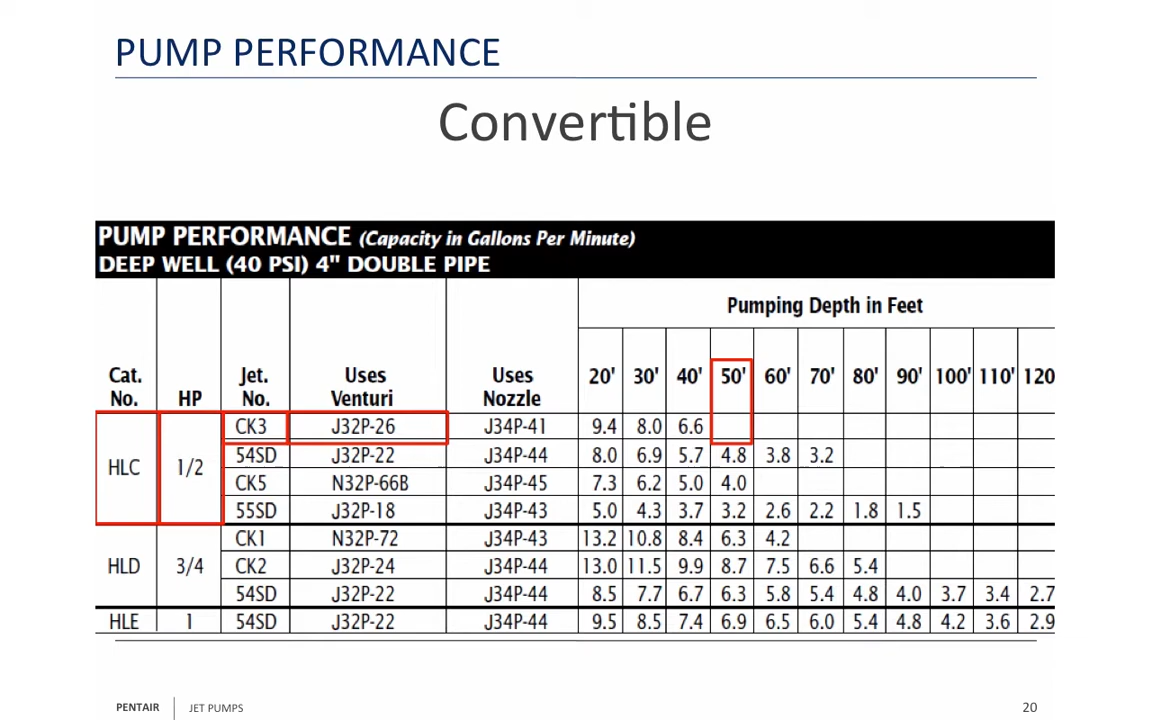 PUMP PERFORMANCE
Convertible
PUMP PERFORMANCE (Capacity in Gallons Per Minute)
DEEP WELL (40 PSI) 4" DOUBLE PIPE
Pumping Depth in Feet
Cat. No. HP Jet. No. Uses Venturi Uses Nozzle 20' 30' 40' 50' 60' 70' 80' 90' 100' 110' 120
CK3 J32P-26 J34P-41 9.4 8.0 6.6
HLC 1/2 54SD J32P-22 J34P-44 8.0 6.9 5.7 4.8 3.8 3.2
CK5 N32P-66B J34P-45 7.3 6.2 5.0 4.0
55SD J32P-18 J34P-43 5.0 4.3 3.7 3.2 2.6 2.2 1.8 1.5
CK1 N32P-72 J34P-43 13.2 10.8 8.4 6.3 4.2
HLD 3/4 CK2 J32P-24 J34P-44 13.0 11.5 9.9 8.7 7.5 6.6 5.4
54SD J32P-22 J34P-44 8.5 7.7 6.7 6.3 5.8 5.4 4.8 4.0 3.7 3.4 2.7
HLE 1 54SD J32P-22 J34P-44 9.5 8.5 7.4 6.9 6.5 6.0 5.4 4.8 4.2 3.6 2.9
PENTAIR JET PUMPS 20